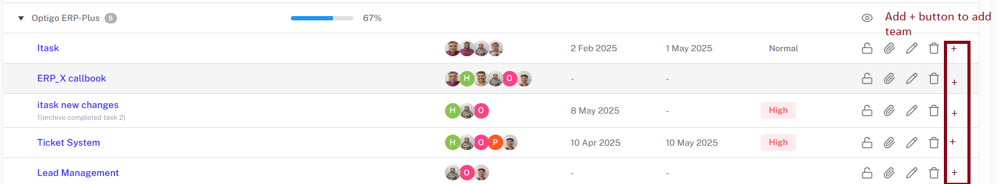 Optigo ERP-Plus 5 67% Add + button to add
team
Itask 2 Feb 2025 1 May 2025 Normal +
ERP_X callbook H O - - +
itask new changes H O 8 May 2025 - High +
1)archive completed task 2)
Ticket System H O P 10 Apr 2025 10 May 2025 High +
Lead Management O - - +